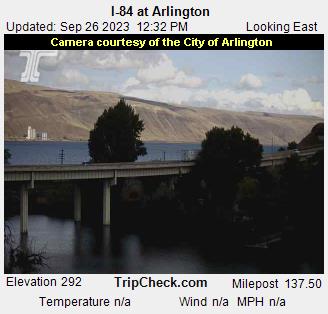 I-84 at Arlington
Updated: Sep 26 2023 12:32 PM Looking East
Camera courtesy of the City of Arlington
Elevation 292 TripCheck.com Milepost 137.50
Temperature n/a Wind n/a MPH n/a